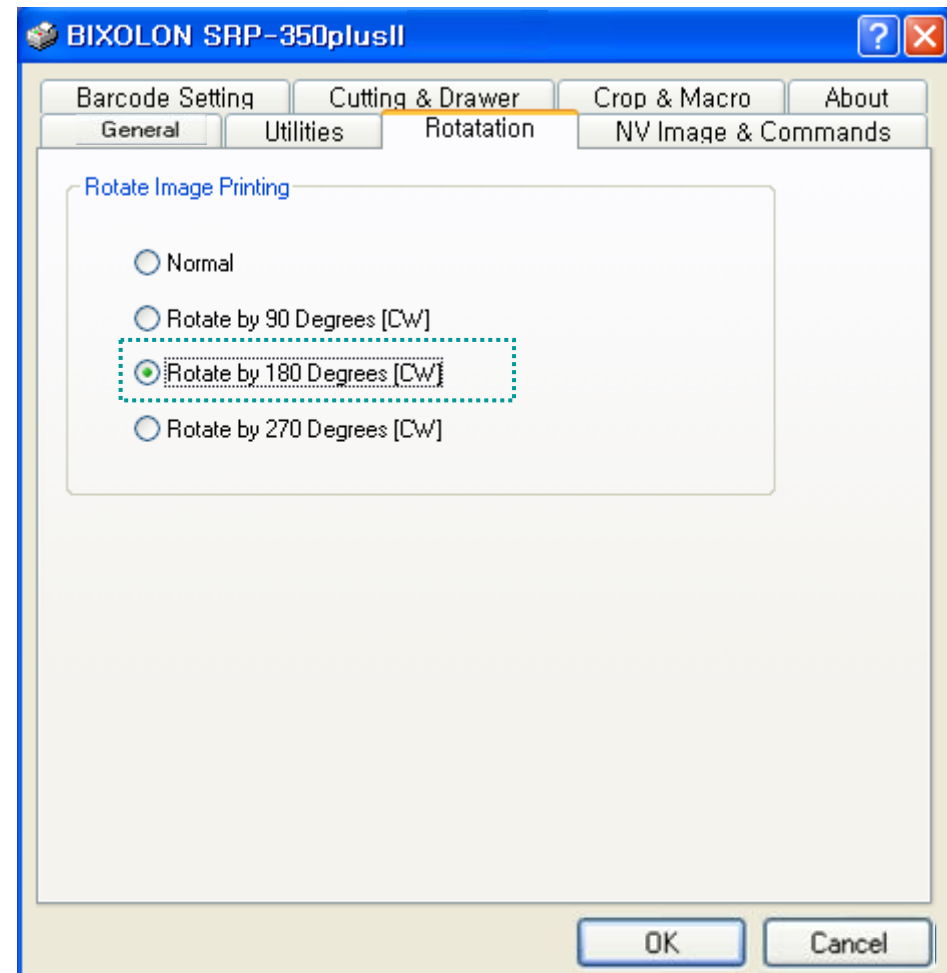 BIXOLON SRP-350plusII
Barcode Setting Cutting & Drawer Crop & Macro About
General Utilities Rotatation NV Image & Commands
Rotate Image Printing
Normal
Rotate by 90 Degrees [CW]
Rotate by 180 Degrees [CW]
Rotate by 270 Degrees [CW]
OK Cancel